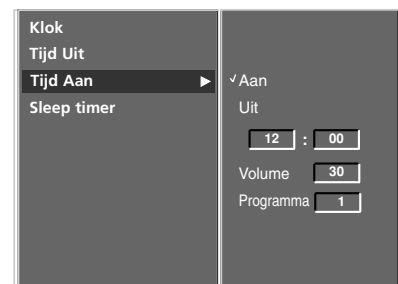 Klok
Tijd Uit
Tijd Aan
Sleep timer
✓ Aan
Uit
12 : 00
Volume 30
Programma 1